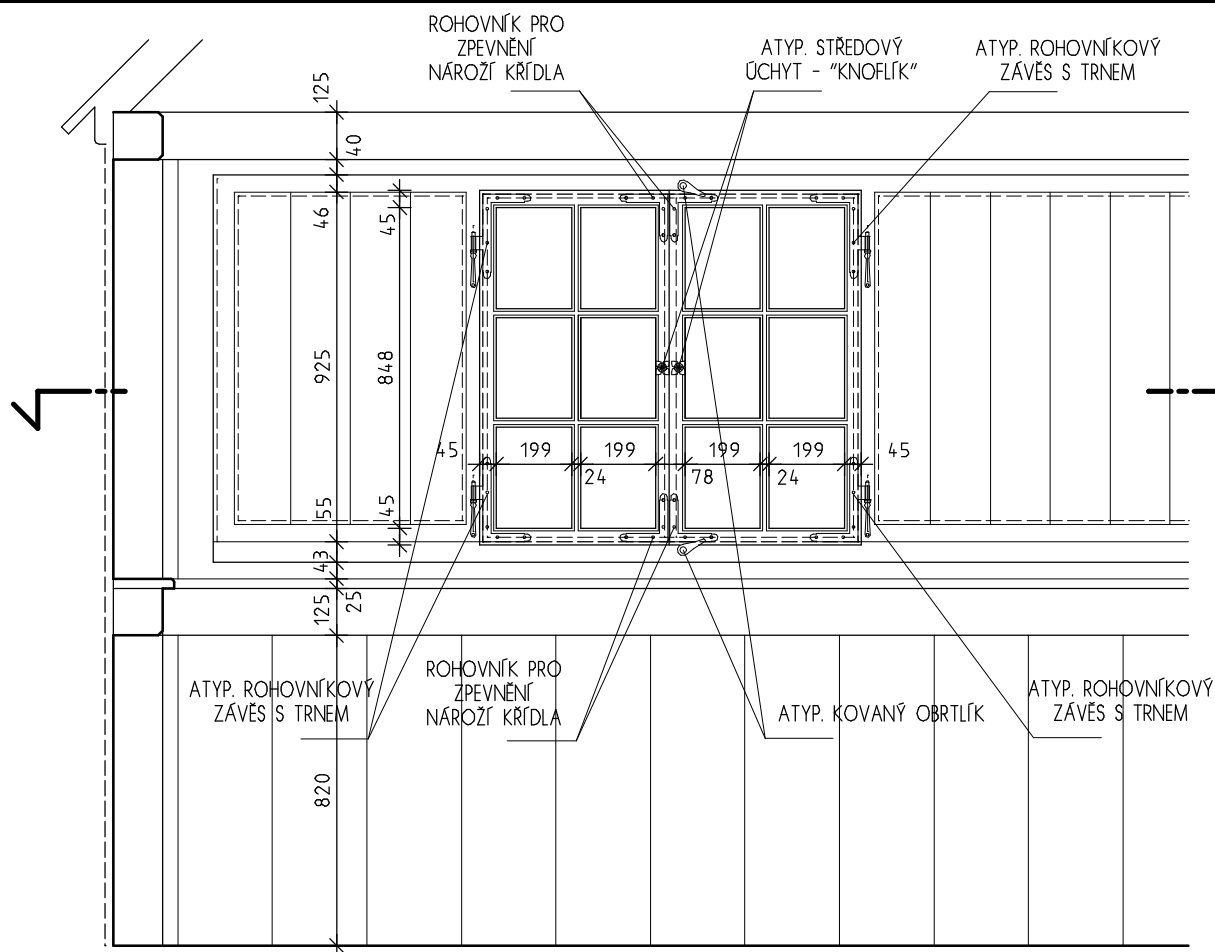 ROHOVNÍK PRO
ZPEVNĚNÍ
NÁROŽÍ KŘÍDLA
ATYP. STŘEDOVÝ
ÚCHYT - "KNOFLÍK"
ATYP. ROHOVNÍKOVÝ
ZÁVĚS S TRNEM
125
40
46
45
925
848
45
199
199
199
199
45
24
78
24
55
45
43
125
25
ATYP. ROHOVNÍKOVÝ
ZÁVĚS S TRNEM
ROHOVNÍK PRO
ZPEVNĚNÍ
NÁROŽÍ KŘÍDLA
ATYP. KOVANÝ OBRTLÍK
ATYP. ROHOVNÍKOVÝ
ZÁVĚS S TRNEM
820